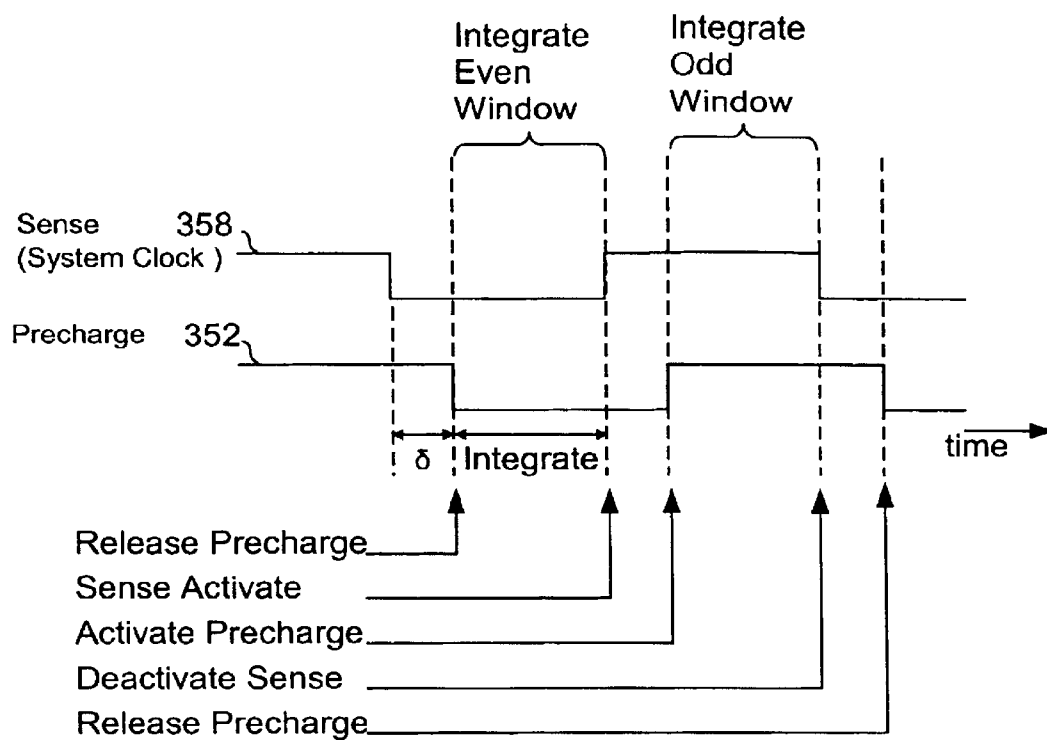 Integrate
Even
Window
Integrate
Odd
Window
Sense 358
(System Clock )
Precharge 352
δ
Integrate
time
Release Precharge
Sense Activate
Activate Precharge
Deactivate Sense
Release Precharge